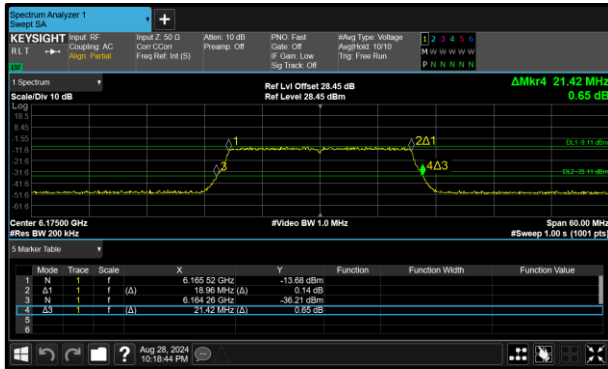 Spectrum Analyzer 1
Swept SA
KEYSIGHT Input: RF Input Z: 50 Ω Atten: 10 dB PNO: Fast #Avg Type: Voltage 1 2 3 4 5 6
RLT Coupling: AC Corr CCorr Preamp: Off Gate: Off Avg|Hold: 10/10 M W W W W W
Align: Partial Freq Ref: Int (S) IF Gain: Low Trig: Free Run
Sig Track: Off P N N N N N
1 Spectrum Ref Lvl Offset 28.45 dB ΔMkr4 21.42 MHz
Scale/Div 10 dB Ref Level 28.45 dBm 0.65 dB
Log
18.5
8.45
-1.55
-11.6
-21.6
-31.6
-41.6
-51.6
-61.6
1
2Δ1
3
4Δ3
DL1 -9.11 dBm
DL2 -35.11 dBm
Center 6.17500 GHz #Video BW 1.0 MHz Span 60.00 MHz
#Res BW 200 kHz #Sweep 1.00 s (1001 pts)
5 Marker Table
Mode Trace Scale X Y Function Function Width Function Value
1 N 1 f 6.165 52 GHz -13.68 dBm
2 Δ1 1 f (Δ) 18.96 MHz (Δ) 0.14 dB
3 N 1 f 6.164 26 GHz -36.21 dBm
4 Δ3 1 f (Δ) 21.42 MHz (Δ) 0.65 dB
5
6
? Aug 28, 2024
10:18:44 PM